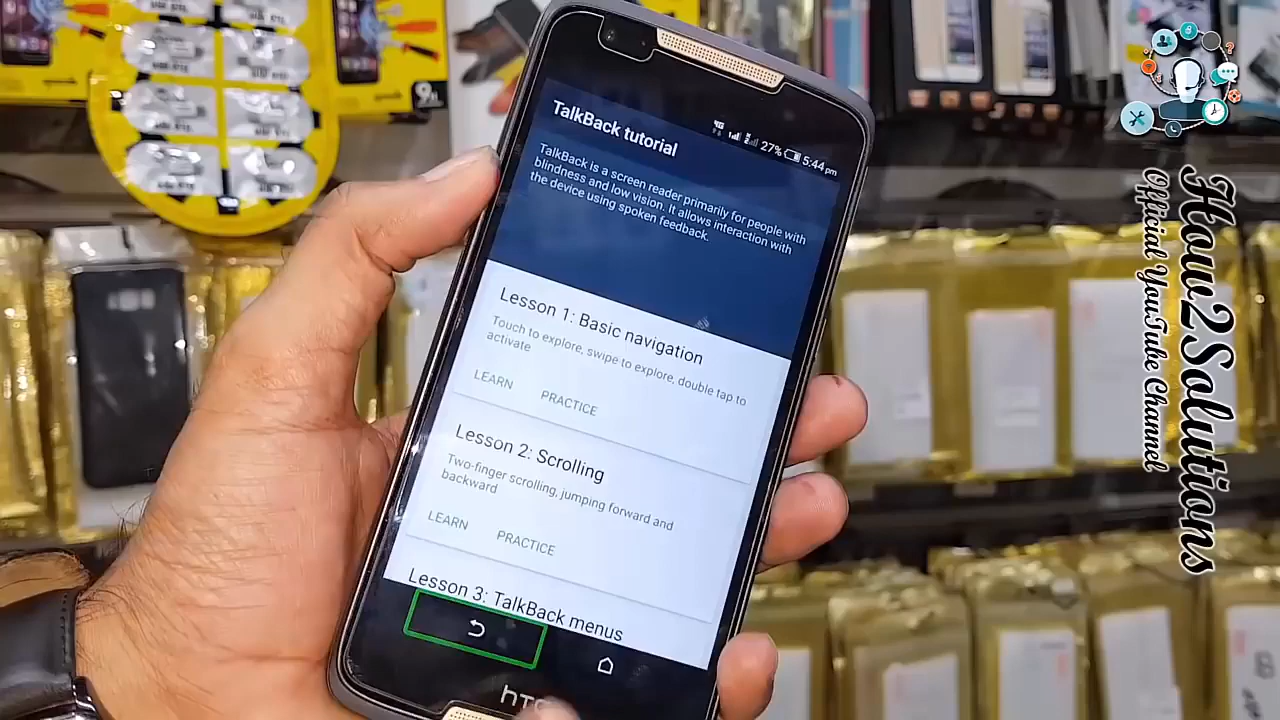 27% 5:44 pm
TalkBack tutorial
TalkBack is a screen reader primarily for people with
blindness and low vision. It allows interaction with
the device using spoken feedback.
Lesson 1: Basic navigation
Touch to explore, swipe to explore, double tap to
activate
LEARN PRACTICE
Lesson 2: Scrolling
Two-finger scrolling, jumping forward and
backward
LEARN PRACTICE
Lesson 3: TalkBack menus
How2Solutions
Official YouTube Channel
9H